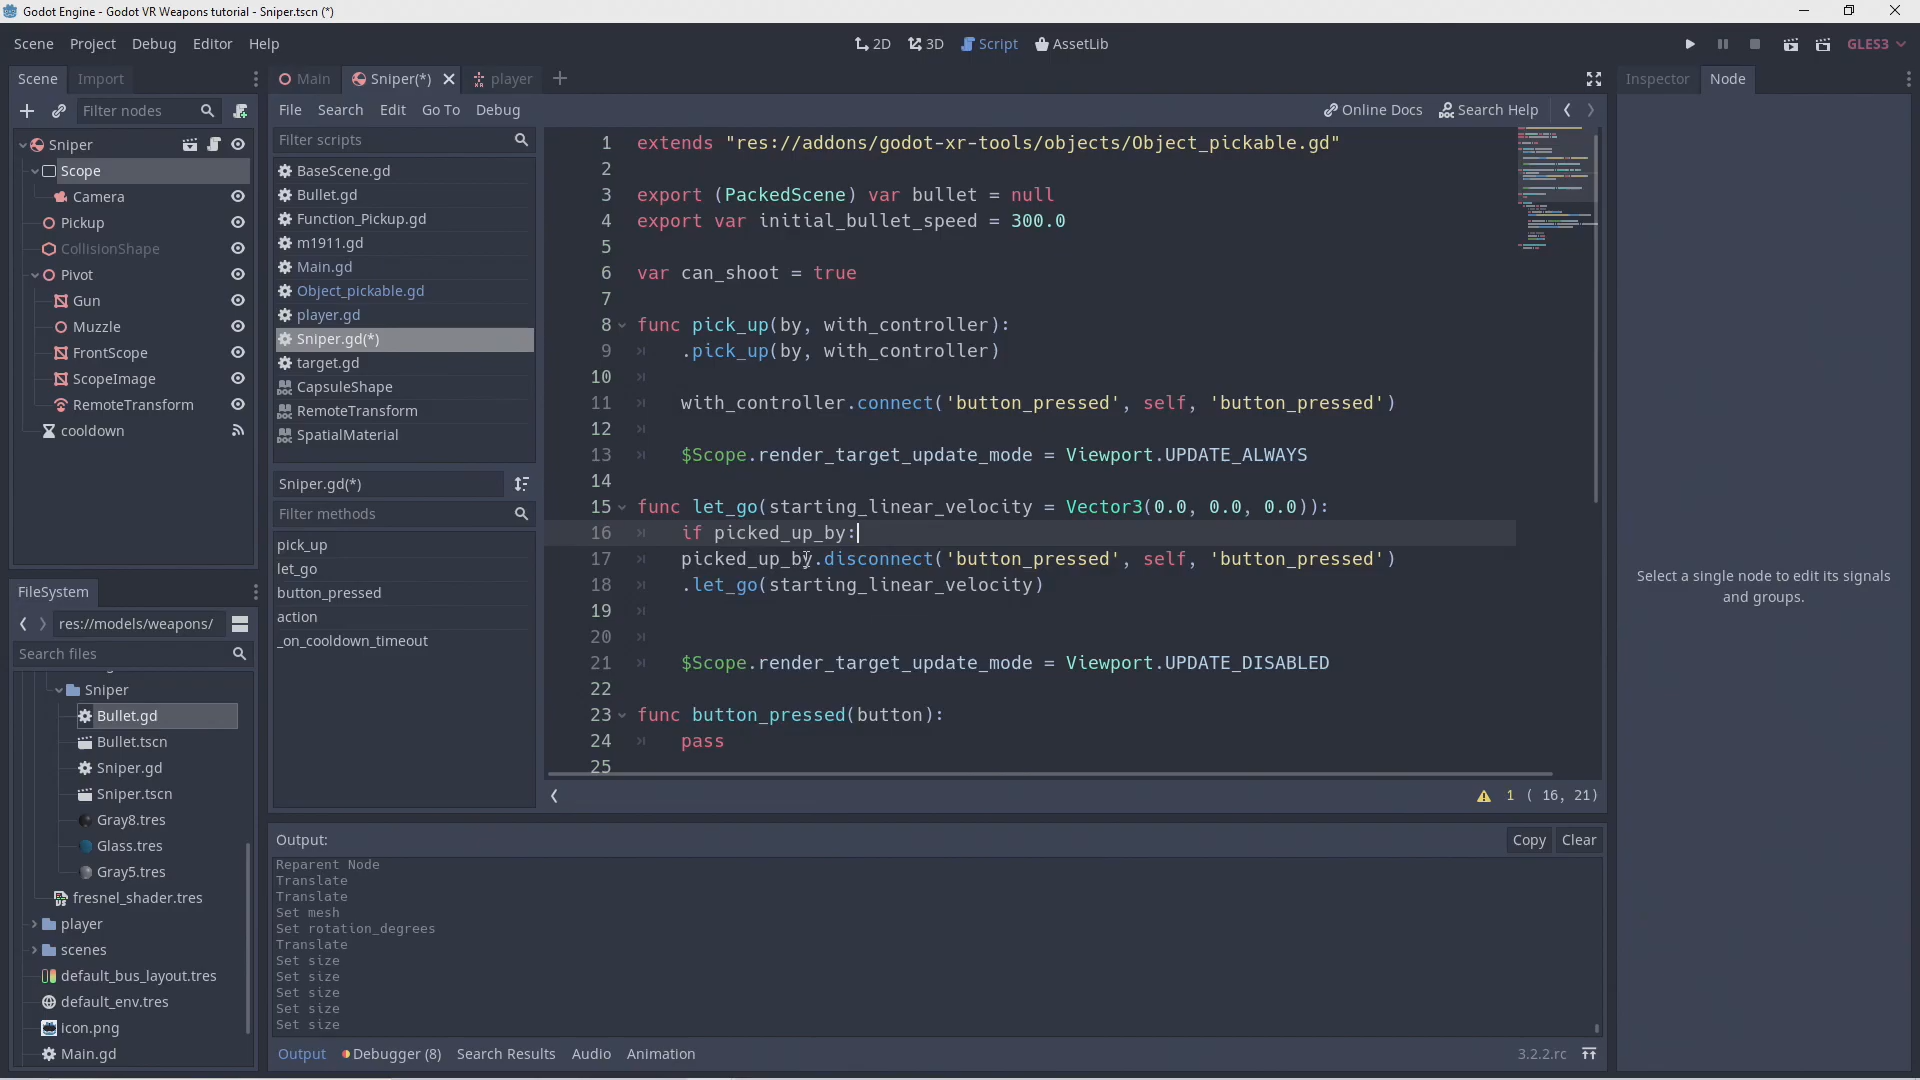 Godot Engine - Godot VR Weapons tutorial - Sniper.tscn (*)
Scene Project Debug Editor Help
2D 3D Script AssetLib
GLES3
Scene Import
Filter nodes
Sniper
Scope
Camera
Pickup
CollisionShape
Pivot
Gun
Muzzle
FrontScope
ScopeImage
RemoteTransform
cooldown
FileSystem
res://models/weapons/
Search files
Sniper
Bullet.gd
Bullet.tscn
Sniper.gd
Sniper.tscn
Gray8.tres
Glass.tres
Gray5.tres
fresnel_shader.tres
player
scenes
default_bus_layout.tres
default_env.tres
icon.png
Main.gd
Main Sniper(*) player
File Search Edit Go To Debug
Online Docs Search Help
Filter scripts
BaseScene.gd
Bullet.gd
Function_Pickup.gd
m1911.gd
Main.gd
Object_pickable.gd
player.gd
Sniper.gd(*)
target.gd
CapsuleShape
RemoteTransform
SpatialMaterial
Sniper.gd(*)
Filter methods
pick_up
let_go
button_pressed
action
_on_cooldown_timeout
1 extends "res://addons/godot-xr-tools/objects/Object_pickable.gd"
2
3 export (PackedScene) var bullet = null
4 export var initial_bullet_speed = 300.0
5
6 var can_shoot = true
7
8 func pick_up(by, with_controller):
9 .pick_up(by, with_controller)
10
11 with_controller.connect('button_pressed', self, 'button_pressed')
12
13 $Scope.render_target_update_mode = Viewport.UPDATE_ALWAYS
14
15 func let_go(starting_linear_velocity = Vector3(0.0, 0.0, 0.0)):
16 if picked_up_by:
17 picked_up_by.disconnect('button_pressed', self, 'button_pressed')
18 .let_go(starting_linear_velocity)
19
20
21 $Scope.render_target_update_mode = Viewport.UPDATE_DISABLED
22
23 func button_pressed(button):
24 pass
25
1 ( 16, 21)
Output:
Copy Clear
Reparent Node
Translate
Translate
Set mesh
Set rotation_degrees
Translate
Set size
Set size
Set size
Set size
Set size
Output Debugger (8) Search Results Audio Animation
3.2.2.rc
Inspector Node
Select a single node to edit its signals
and groups.